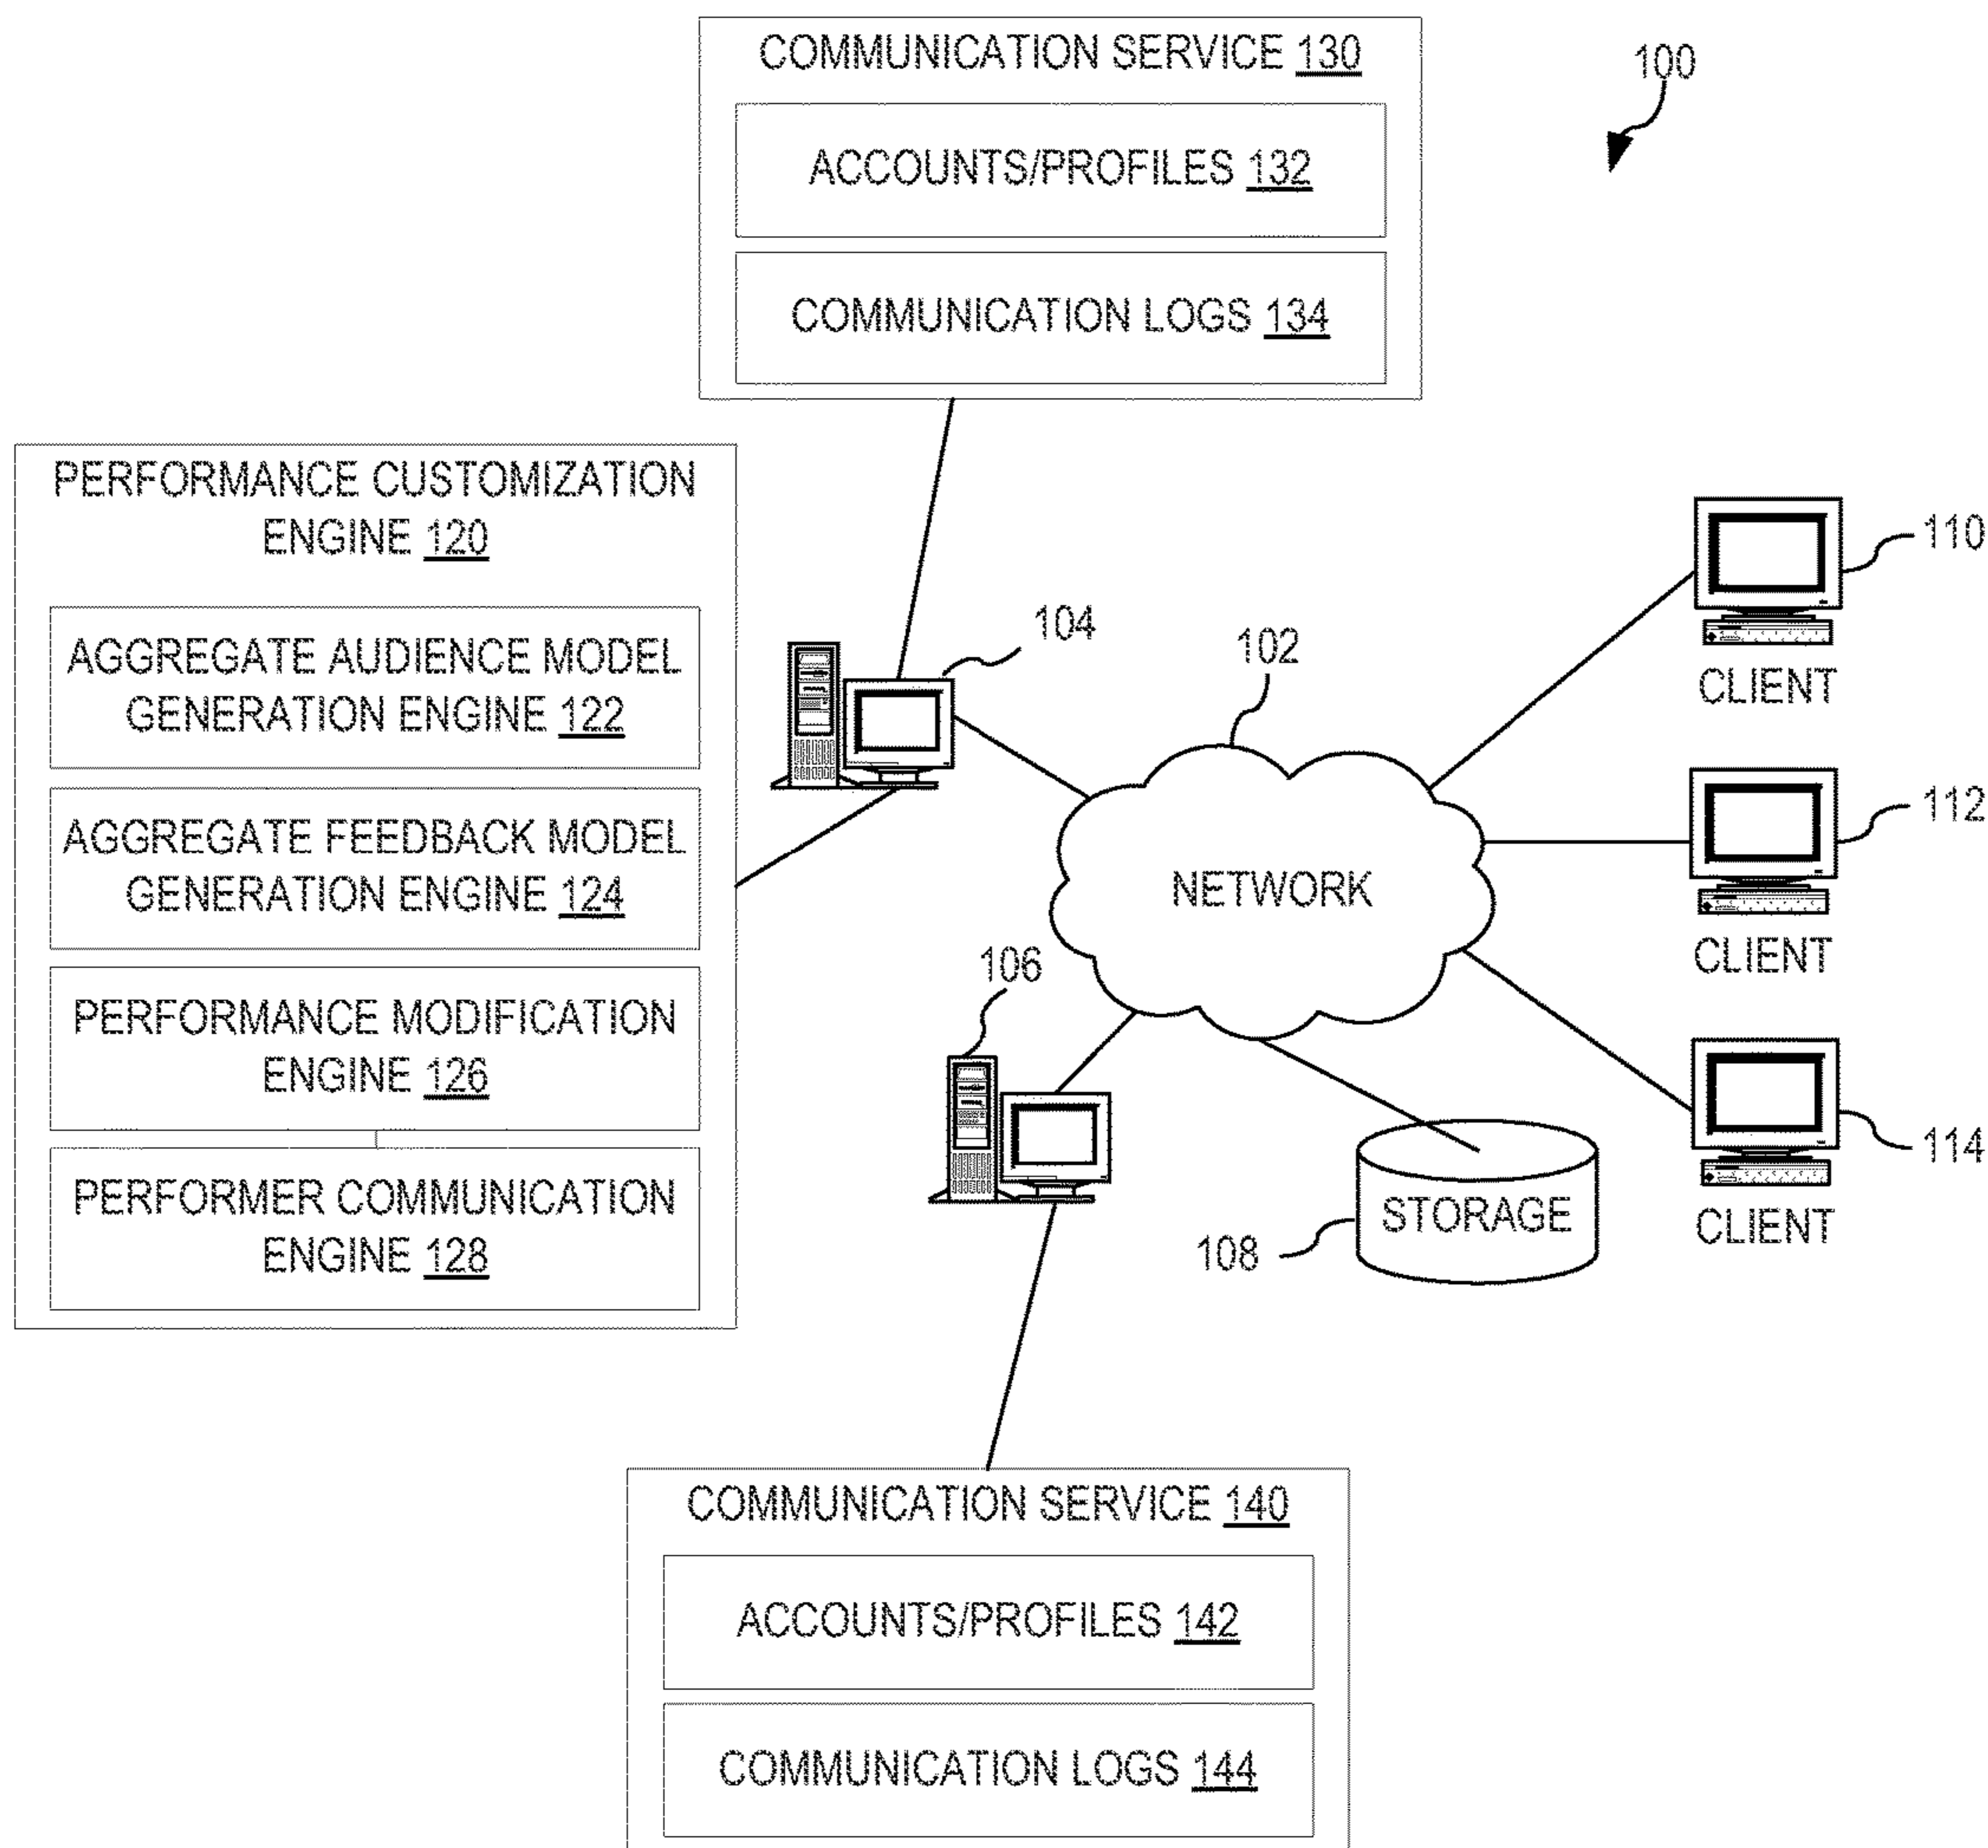 COMMUNICATION SERVICE 130
100
ACCOUNTS/PROFILES 132
COMMUNICATION LOGS 134
PERFORMANCE CUSTOMIZATION
ENGINE 120
AGGREGATE AUDIENCE MODEL
GENERATION ENGINE 122
AGGREGATE FEEDBACK MODEL
GENERATION ENGINE 124
PERFORMANCE MODIFICATION
ENGINE 126
PERFORMER COMMUNICATION
ENGINE 128
104
102
NETWORK
106
110
CLIENT
112
CLIENT
114
CLIENT
STORAGE
108
COMMUNICATION SERVICE 140
ACCOUNTS/PROFILES 142
COMMUNICATION LOGS 144